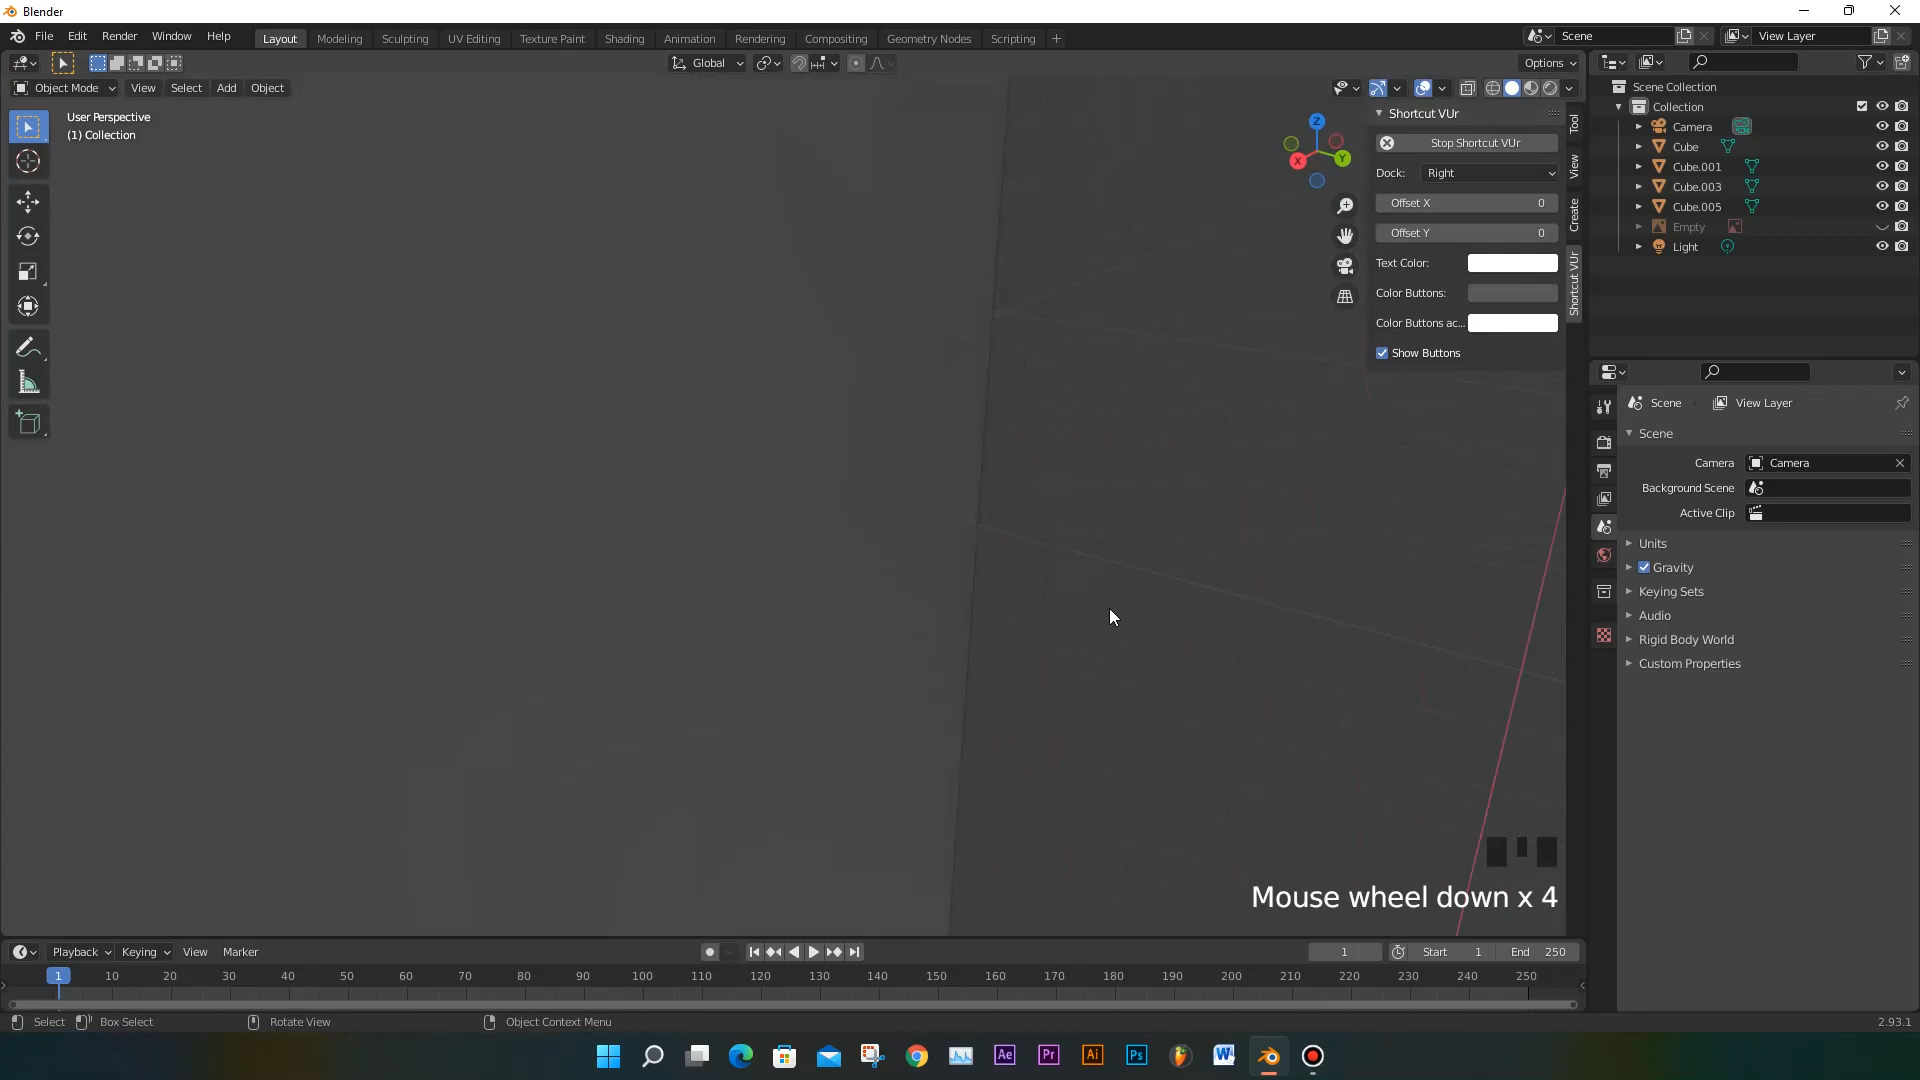 Blender
File Edit Render Window Help
Layout Modeling Sculpting UV Editing Texture Paint Shading Animation Rendering Compositing Geometry Nodes Scripting +
Scene
View Layer
Global
Options
Object Mode View Select Add Object
User Perspective
(1) Collection
Z
Y
X
Shortcut VUr
Stop Shortcut VUr
Dock: Right
Offset X 0
Offset Y 0
Text Color:
Color Buttons:
Color Buttons ac...
Show Buttons
Tool
View
Create
Shortcut VUr
Scene Collection
Collection
Camera
Cube
Cube.001
Cube.003
Cube.005
Empty
Light
Scene View Layer
Scene
Camera Camera
Background Scene
Active Clip
Units
Gravity
Keying Sets
Audio
Rigid Body World
Custom Properties
Mouse wheel down x 4
Playback Keying View Marker
1 Start 1 End 250
1 10 20 30 40 50 60 70 80 90 100 110 120 130 140 150 160 170 180 190 200 210 220 230 240 250
Select Box Select Rotate View Object Context Menu 2.93.1
Ae Pr Ai Ps W